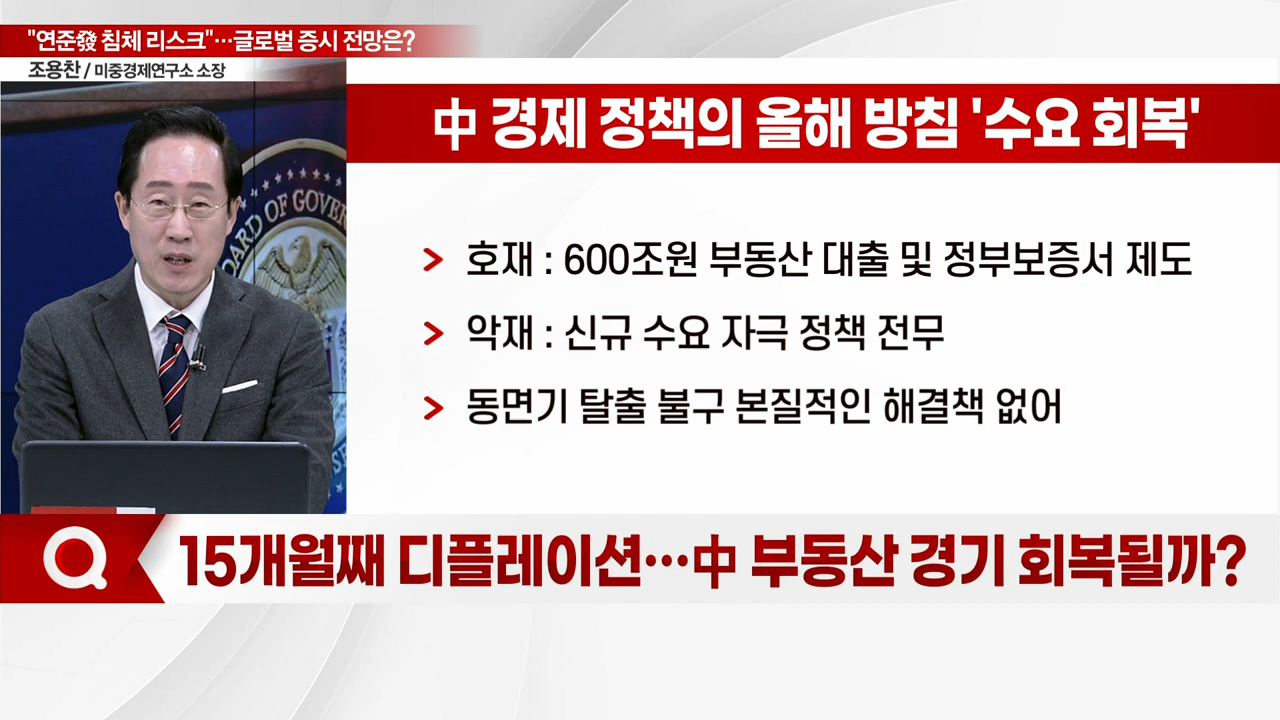 "연준發 침체 리스크"…글로벌 증시 전망은?
조용찬 / 미중경제연구소 소장
BOARD OF GOVER
中 경제 정책의 올해 방침 '수요 회복'
> 호재 : 600조원 부동산 대출 및 정부보증서 제도
> 악재 : 신규 수요 자극 정책 전무
> 동면기 탈출 불구 본질적인 해결책 없어
Q 15개월째 디플레이션…中 부동산 경기 회복될까?